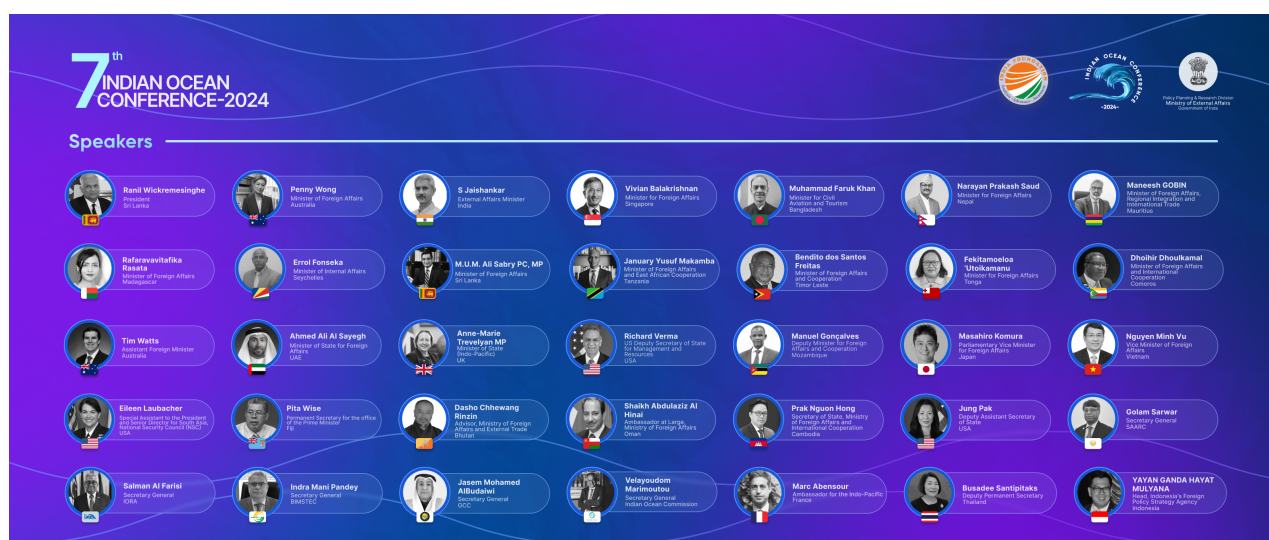 7th
INDIAN OCEAN
CONFERENCE-2024
INDIAN OCEAN CONFERENCE
-2024-
Policy Planning & Research Division
Ministry of External Affairs
Government of India
Speakers
Ranil Wickremesinghe
President
Sri Lanka
Penny Wong
Minister of Foreign Affairs
Australia
S Jaishankar
External Affairs Minister
India
Vivian Balakrishnan
Minister for Foreign Affairs
Singapore
Muhammad Faruk Khan
Minister for Civil
Aviation and Tourism
Bangladesh
Narayan Prakash Saud
Minister for Foreign Affairs
Nepal
Maneesh GOBIN
Minister of Foreign Affairs,
Regional Integration and
International Trade
Mauritius
Rafaravavitafika
Rasata
Minister of Foreign Affairs
Madagascar
Errol Fonseka
Minister of Internal Affairs
Seychelles
M.U.M. Ali Sabry PC, MP
Minister of Foreign Affairs
Sri Lanka
January Yusuf Makamba
Minister of Foreign Affairs
and East African Cooperation
Tanzania
Bendito dos Santos
Freitas
Minister of Foreign Affairs
and Cooperation
Timor Leste
Fekitamoeloa
'Utoikamanu
Minister for Foreign Affairs
Tonga
Dhoihir Dhoulkamal
Minister of Foreign Affairs
and International
Cooperation
Comoros
Tim Watts
Assistant Foreign Minister
Australia
Ahmed Ali Al Sayegh
Minister of State for Foreign
Affairs
UAE
Anne-Marie
Trevelyan MP
Minister of State
(Indo-Pacific)
UK
Richard Verma
US Deputy Secretary of State
for Management and
Resources
USA
Manuel Gonçalves
Deputy Minister for Foreign
Affairs and Cooperation
Mozambique
Masahiro Komura
Parliamentary Vice Minister
for Foreign Affairs
Japan
Nguyen Minh Vu
Vice Minister of Foreign
Affairs
Vietnam
Eileen Laubacher
Special Assistant to the President
and Senior Director for South Asia,
National Security Council (NSC)
USA
Pita Wise
Permanent Secretary for the office
of the Prime Minister
Fiji
Dasho Chhewang
Rinzin
Advisor, Ministry of Foreign
Affairs and External Trade
Bhutan
Shaikh Abdulaziz Al
Hinai
Ambassador at Large,
Ministry of Foreign Affairs
Oman
Prak Nguon Hong
Secretary of State, Ministry
of Foreign Affairs and
International Cooperation
Cambodia
Jung Pak
Deputy Assistant Secretary
of State
USA
Golam Sarwar
Secretary General
SAARC
Salman Al Farisi
Secretary General
IORA
Indra Mani Pandey
Secretary General
BIMSTEC
Jasem Mohamed
AlBudaiwi
Secretary General
GCC
Velayoudom
Marimoutou
Secretary General
Indian Ocean Commission
Marc Abensour
Ambassador for the Indo-Pacific
France
Busadee Santipitaks
Deputy Permanent Secretary
Thailand
YAYAN GANDA HAYAT
MULYANA
Head, Indonesia's Foreign
Policy Strategy Agency
Indonesia